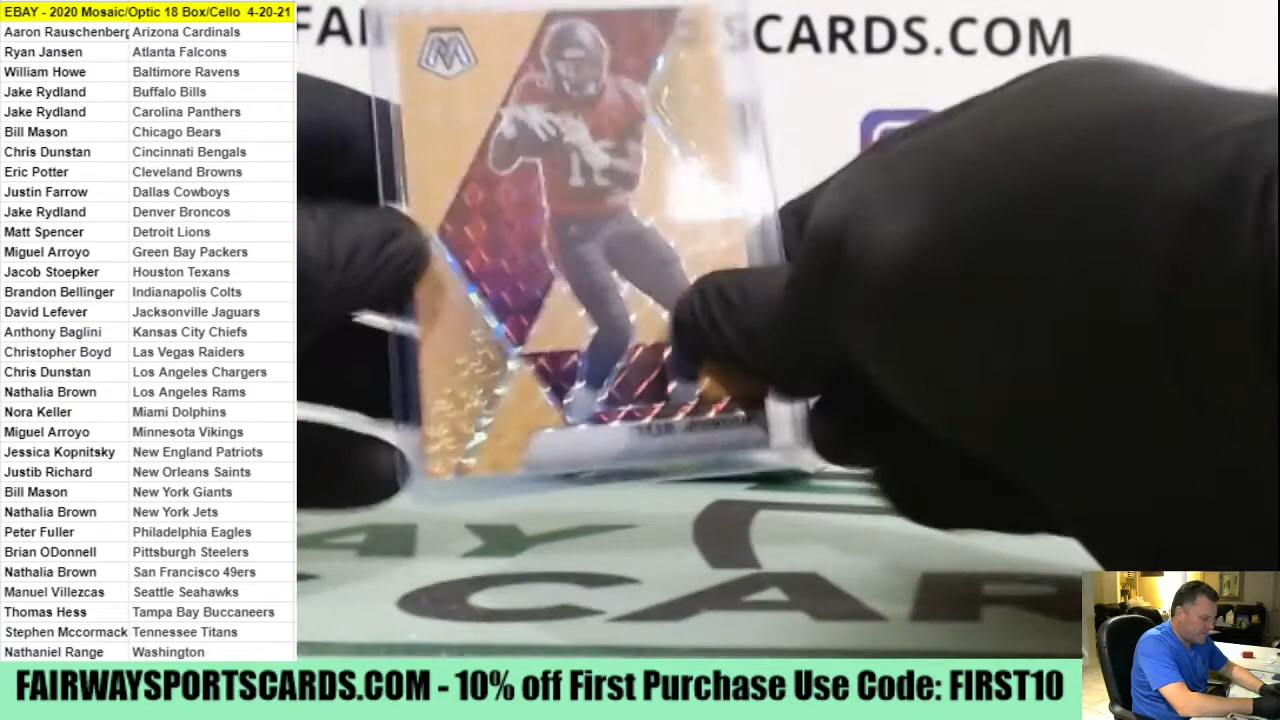 EBAY - 2020 Mosaic/Optic 18 Box/Cello 4-20-21
Aaron Rauschenberg Arizona Cardinals
Ryan Jansen Atlanta Falcons
William Howe Baltimore Ravens
Jake Rydland Buffalo Bills
Jake Rydland Carolina Panthers
Bill Mason Chicago Bears
Chris Dunstan Cincinnati Bengals
Eric Potter Cleveland Browns
Justin Farrow Dallas Cowboys
Jake Rydland Denver Broncos
Matt Spencer Detroit Lions
Miguel Arroyo Green Bay Packers
Jacob Stoepker Houston Texans
Brandon Bellinger Indianapolis Colts
David Lefever Jacksonville Jaguars
Anthony Baglini Kansas City Chiefs
Christopher Boyd Las Vegas Raiders
Chris Dunstan Los Angeles Chargers
Nathalia Brown Los Angeles Rams
Nora Keller Miami Dolphins
Miguel Arroyo Minnesota Vikings
Jessica Kopnitsky New England Patriots
Justib Richard New Orleans Saints
Bill Mason New York Giants
Nathalia Brown New York Jets
Peter Fuller Philadelphia Eagles
Brian ODonnell Pittsburgh Steelers
Nathalia Brown San Francisco 49ers
Manuel Villezcas Seattle Seahawks
Thomas Hess Tampa Bay Buccaneers
Stephen Mccormack Tennessee Titans
Nathaniel Range Washington
FAI SCARDS.COM
AY
CAR
FAIRWAYSPORTSCARDS.COM - 10% off First Purchase Use Code: FIRST10